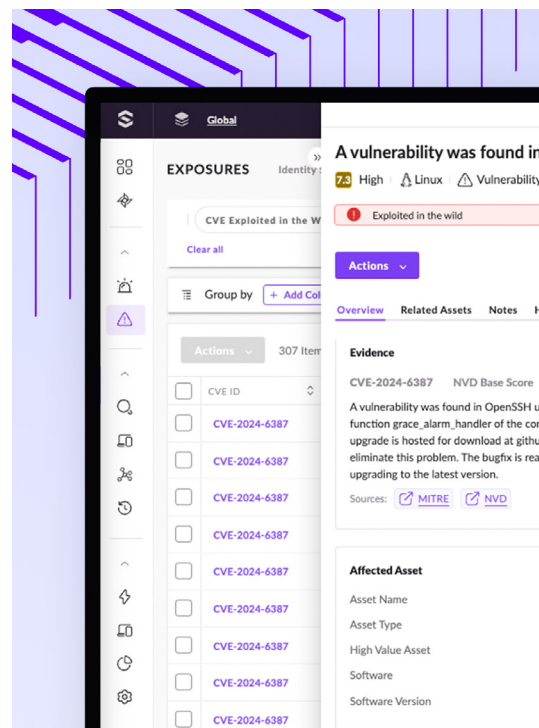 Global
EXPOSURES
Identity
CVE Exploited in the W
Clear all
Group by
+ Add Col
Actions
307 Item
CVE ID
CVE-2024-6387
CVE-2024-6387
CVE-2024-6387
CVE-2024-6387
CVE-2024-6387
CVE-2024-6387
CVE-2024-6387
CVE-2024-6387
CVE-2024-6387
A vulnerability was found in
7.3 High Linux Vulnerability
Exploited in the wild
Actions
Overview Related Assets Notes H
Evidence
CVE-2024-6387 NVD Base Score
A vulnerability was found in OpenSSH u
function grace_alarm_handler of the cor
upgrade is hosted for download at githu
eliminate this problem. The bugfix is rea
upgrading to the latest version.
Sources: MITRE NVD
Affected Asset
Asset Name
Asset Type
High Value Asset
Software
Software Version